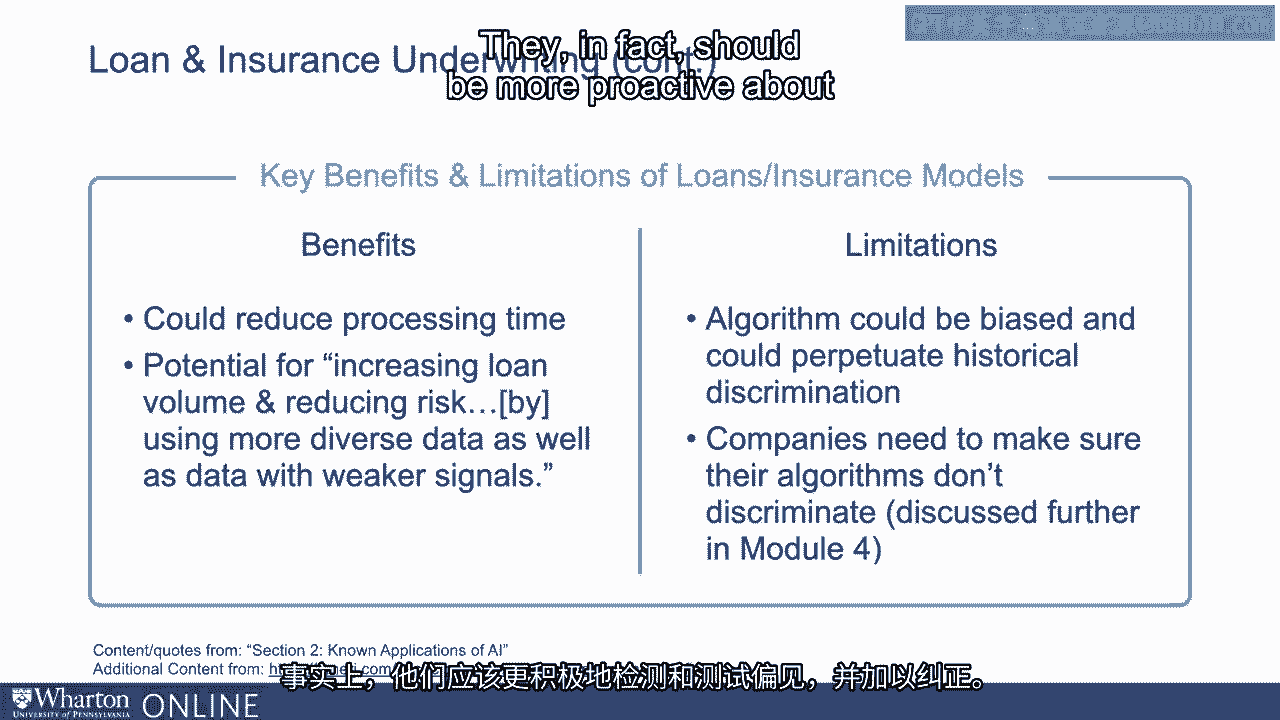 They, in fact, should
be more proactive about
Loan & Insurance Underwriting (cont.)
Key Benefits & Limitations of Loans/Insurance Models
Benefits
• Could reduce processing time
• Potential for “increasing loan
volume & reducing risk…[by]
using more diverse data as well
as data with weaker signals.”
Limitations
• Algorithm could be biased and
could perpetuate historical
discrimination
• Companies need to make sure
their algorithms don’t
discriminate (discussed further
in Module 4)
Content/quotes from: “Section 2: Known Applications of AI”
Additional Content from:
事实上，他们应该更积极地检测和测试偏见，并加以纠正。
Wharton
UNIVERSITY of PENNSYLVANIA
ONLINE